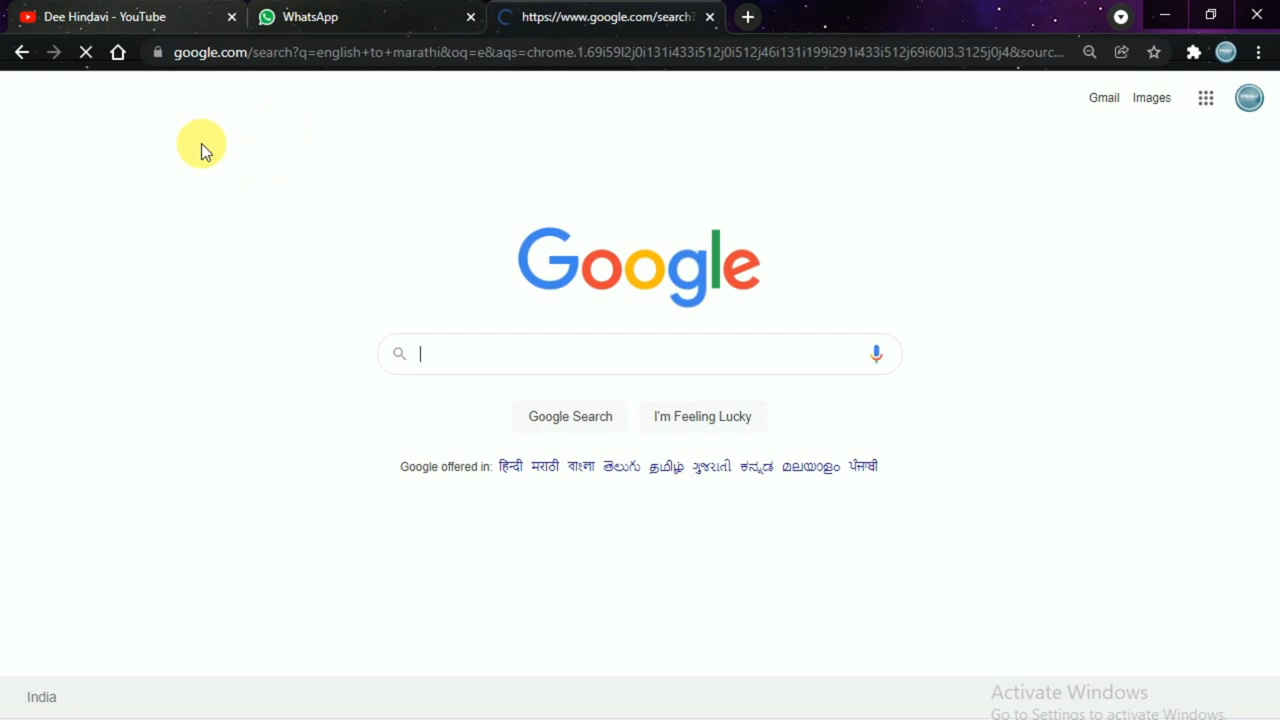 Dee Hindavi - YouTube
WhatsApp
https://www.google.com/search?
google.com/search?q=english+to+marathi&oq=e&aqs=chrome.1.69i59l2j0i131i433i512j0i512j46i131i199i291i433i512j69i60l3.3125j0j4&sourc...
Gmail Images
Google
Google Search I'm Feeling Lucky
Google offered in: हिन्दी मराठी বাংলা తెలుగు தமிழ் ગુજરાતી ಕನ್ನಡ മലയാളം ਪੰਜਾਬੀ
India
Activate Windows
Go to Settings to activate Windows.